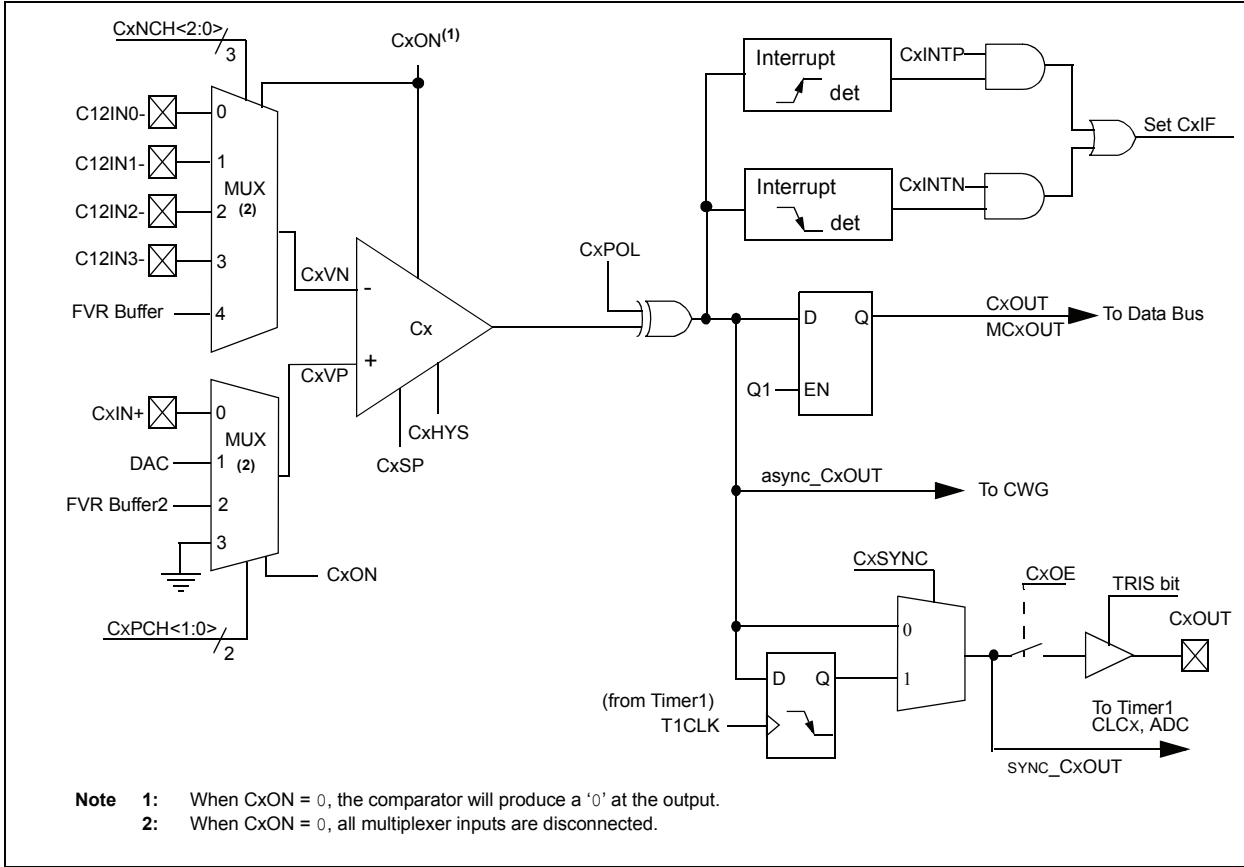 CxNCH<2:0>
3
CxON(1)
C12IN0-
0
C12IN1-
1
MUX
(2)
C12IN2-
2
C12IN3-
3
FVR Buffer
4
CxVN
-
Cx
+
CxVP
CxIN+
0
MUX
(2)
DAC
1
FVR Buffer2
2
3
CxON
CxPCH<1:0>
2
CxHYS
CxSP
CxPOL
Interrupt
det
CxINTP
Interrupt
det
CxINTN
Set CxIF
D
Q
Q1
EN
CxOUT
MCxOUT
To Data Bus
async_CxOUT
To CWG
CxSYNC
0
1
D
Q
(from Timer1)
T1CLK
CxOE
TRIS bit
CxOUT
To Timer1
CLCx, ADC
SYNC_CxOUT
Note 1: When CxON = 0, the comparator will produce a ‘0’ at the output.
2: When CxON = 0, all multiplexer inputs are disconnected.